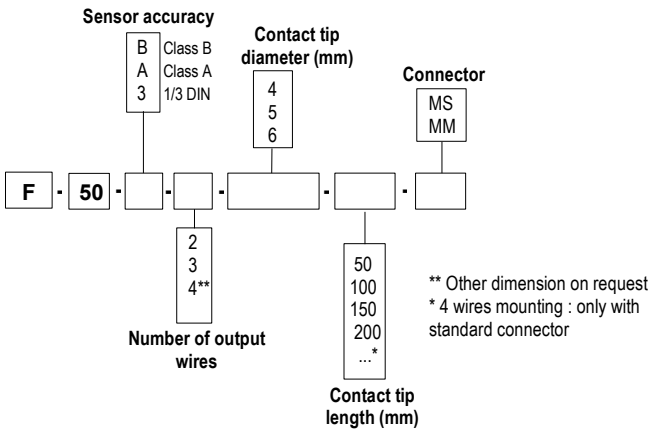 Sensor accuracy
B Class B
A Class A
3 1/3 DIN
Contact tip
diameter (mm)
4
5
6
Connector
MS
MM
F - 50 - - - - -
2
3
4**
Number of output
wires
50
100
150
200
...*
Contact tip
length (mm)
** Other dimension on request
* 4 wires mounting : only with
standard connector